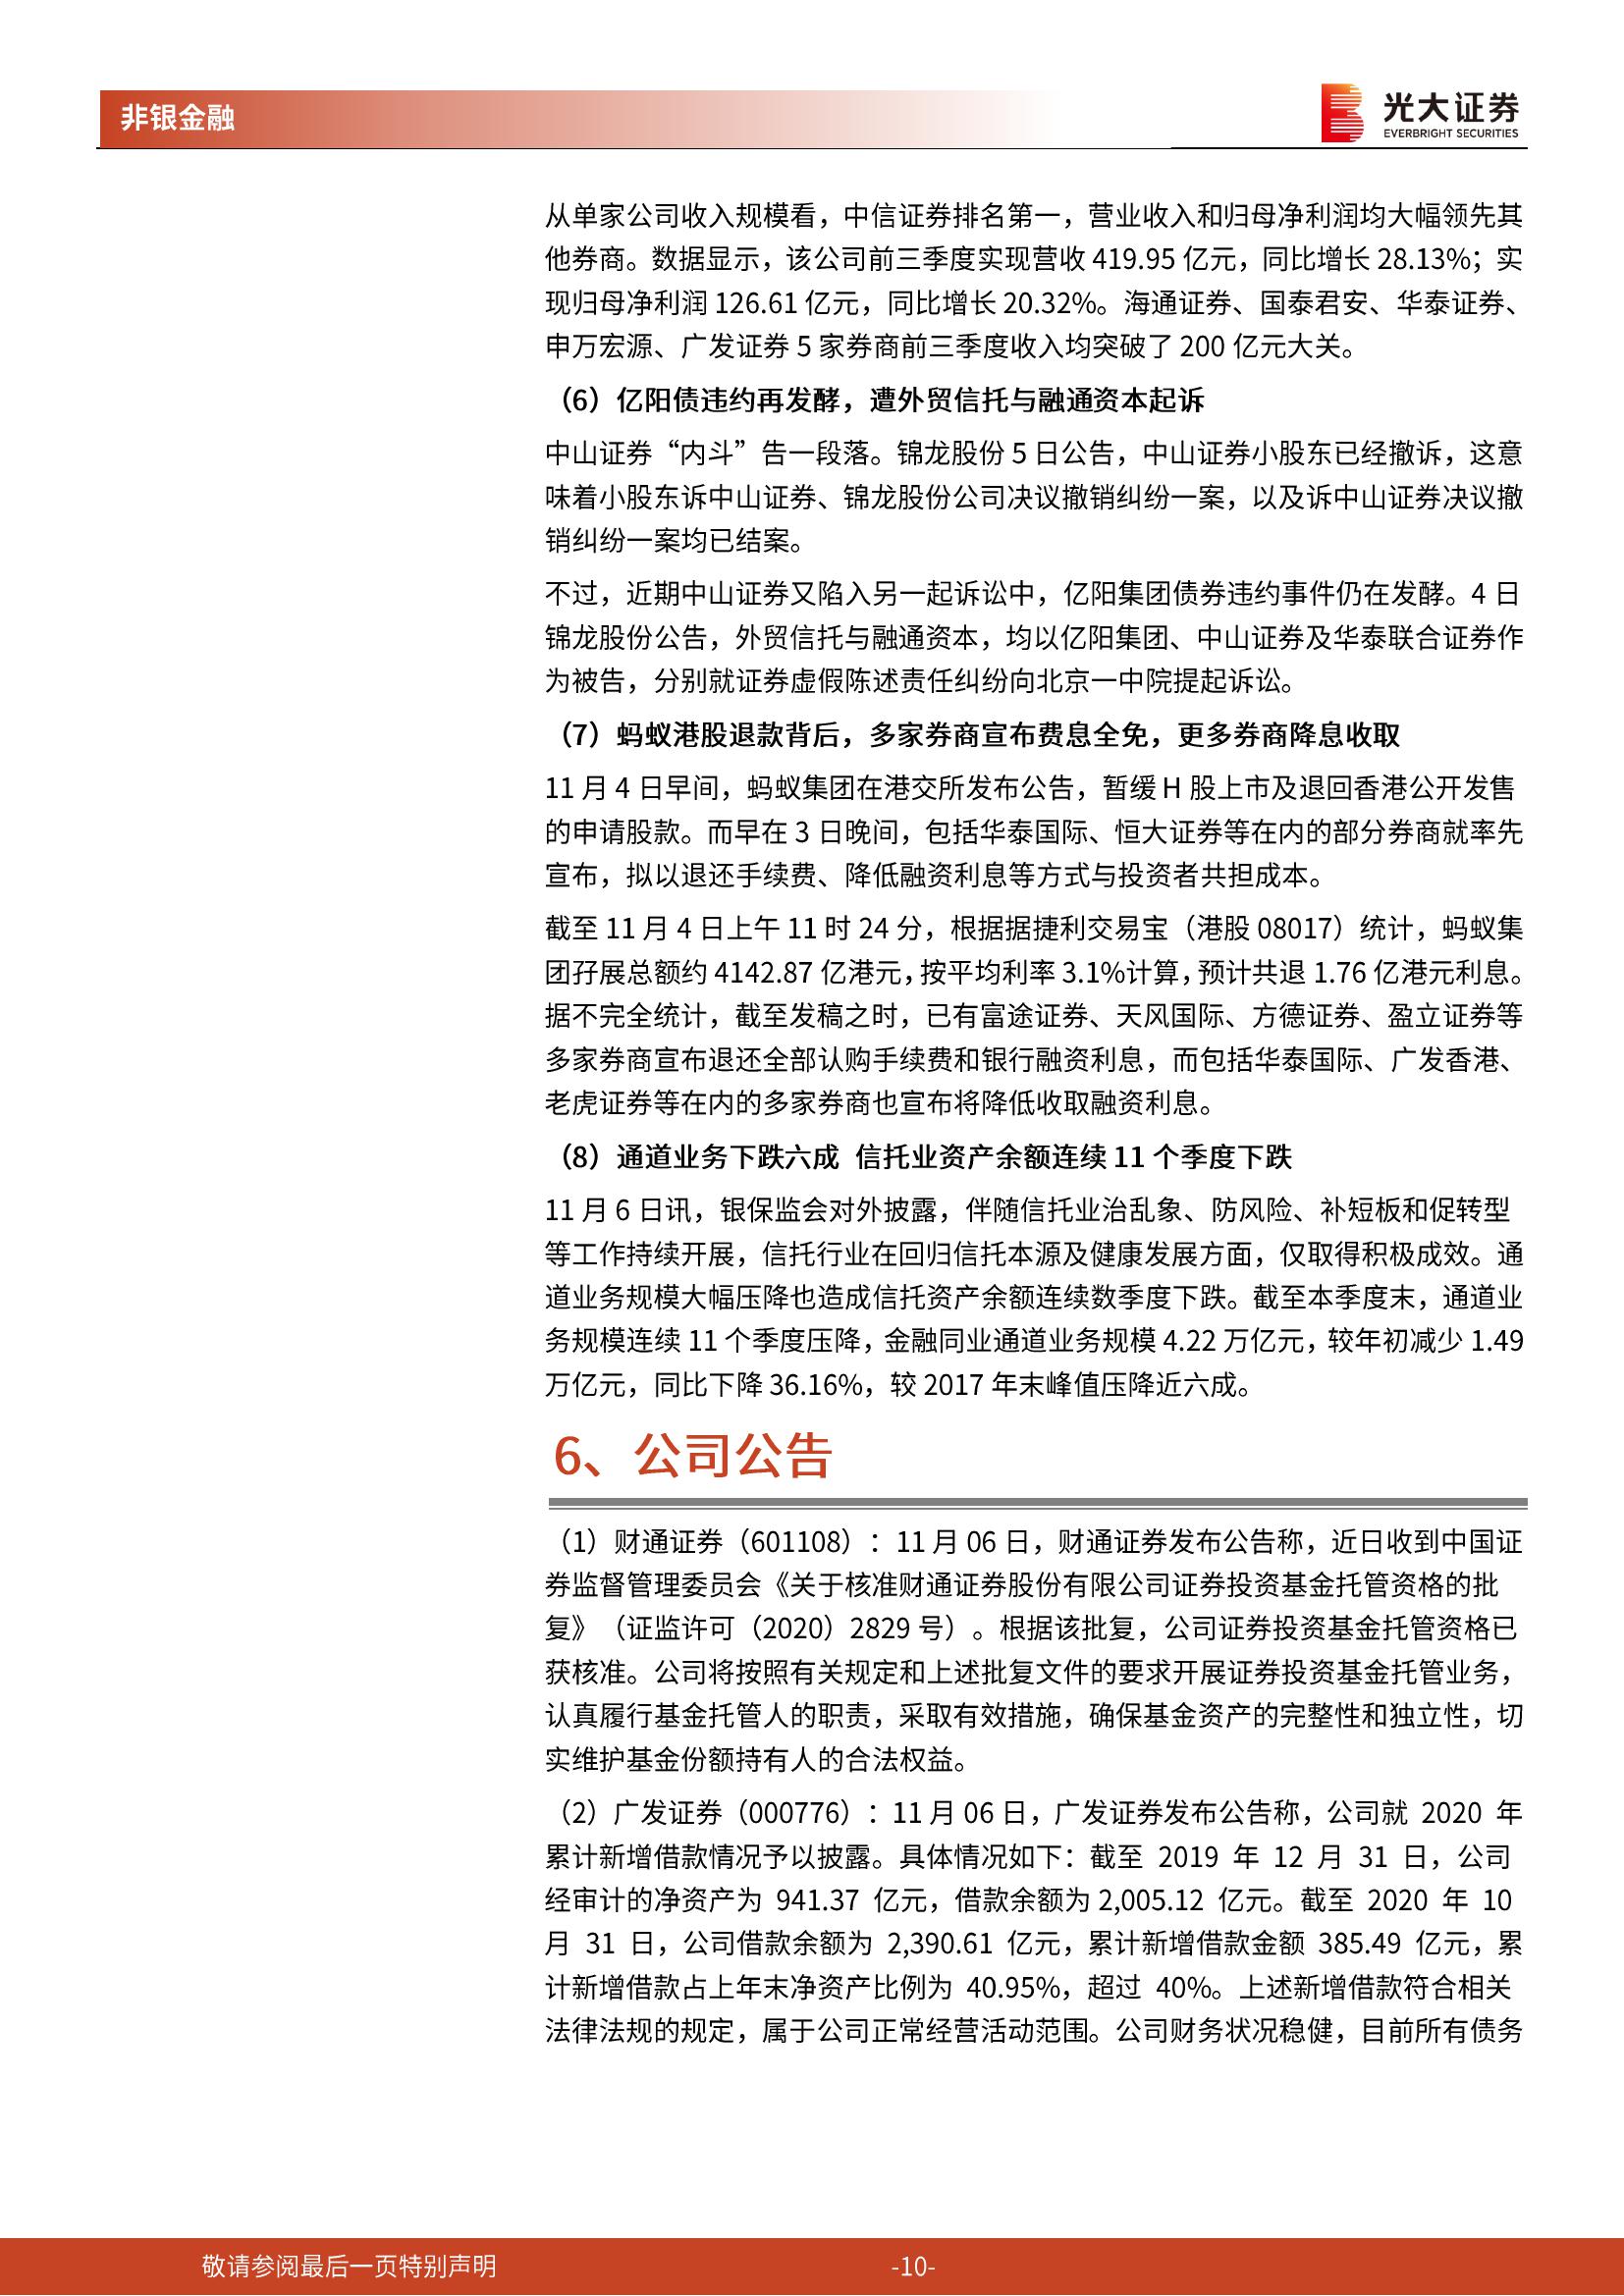 非银金融
光大证券
EVERBRIGHT SECURITIES
从单家公司收入规模看，中信证券排名第一，营业收入和归母净利润均大幅领先其
他券商。数据显示，该公司前三季度实现营收 419.95 亿元，同比增长 28.13%；实
现归母净利润 126.61 亿元，同比增长 20.32%。海通证券、国泰君安、华泰证券、
申万宏源、广发证券 5 家券商前三季度收入均突破了 200 亿元大关。
（6）亿阳债违约再发酵，遭外贸信托与融通资本起诉
中山证券“内斗”告一段落。锦龙股份 5 日公告，中山证券小股东已经撤诉，这意
味着小股东诉中山证券、锦龙股份公司决议撤销纠纷一案，以及诉中山证券决议撤
销纠纷一案均已结案。
不过，近期中山证券又陷入另一起诉讼中，亿阳集团债券违约事件仍在发酵。4 日
锦龙股份公告，外贸信托与融通资本，均以亿阳集团、中山证券及华泰联合证券作
为被告，分别就证券虚假陈述责任纠纷向北京一中院提起诉讼。
（7）蚂蚁港股退款背后，多家券商宣布费息全免，更多券商降息收取
11 月 4 日早间，蚂蚁集团在港交所发布公告，暂缓 H 股上市及退回香港公开发售
的申请股款。而早在 3 日晚间，包括华泰国际、恒大证券等在内的部分券商就率先
宣布，拟以退还手续费、降低融资利息等方式与投资者共担成本。
截至 11 月 4 日上午 11 时 24 分，根据据捷利交易宝（港股 08017）统计，蚂蚁集
团孖展总额约 4142.87 亿港元，按平均利率 3.1%计算，预计共退 1.76 亿港元利息。
据不完全统计，截至发稿之时，已有富途证券、天风国际、方德证券、盈立证券等
多家券商宣布退还全部认购手续费和银行融资利息，而包括华泰国际、广发香港、
老虎证券等在内的多家券商也宣布将降低收取融资利息。
（8）通道业务下跌六成 信托业资产余额连续 11 个季度下跌
11 月 6 日讯，银保监会对外披露，伴随信托业治乱象、防风险、补短板和促转型
等工作持续开展，信托行业在回归信托本源及健康发展方面，仅取得积极成效。通
道业务规模大幅压降也造成信托资产余额连续数季度下跌。截至本季度末，通道业
务规模连续 11 个季度压降，金融同业通道业务规模 4.22 万亿元，较年初减少 1.49
万亿元，同比下降 36.16%，较 2017 年末峰值压降近六成。
6、公司公告
（1）财通证券（601108）：11 月 06 日，财通证券发布公告称，近日收到中国证
券监督管理委员会《关于核准财通证券股份有限公司证券投资基金托管资格的批
复》（证监许可（2020）2829 号）。根据该批复，公司证券投资基金托管资格已
获核准。公司将按照有关规定和上述批复文件的要求开展证券投资基金托管业务，
认真履行基金托管人的职责，采取有效措施，确保基金资产的完整性和独立性，切
实维护基金份额持有人的合法权益。
（2）广发证券（000776）：11 月 06 日，广发证券发布公告称，公司就 2020 年
累计新增借款情况予以披露。具体情况如下：截至 2019 年 12 月 31 日，公司
经审计的净资产为 941.37 亿元，借款余额为 2,005.12 亿元。截至 2020 年 10
月 31 日，公司借款余额为 2,390.61 亿元，累计新增借款金额 385.49 亿元，累
计新增借款占上年末净资产比例为 40.95%，超过 40%。上述新增借款符合相关
法律法规的规定，属于公司正常经营活动范围。公司财务状况稳健，目前所有债务
敬请参阅最后一页特别声明
-10-